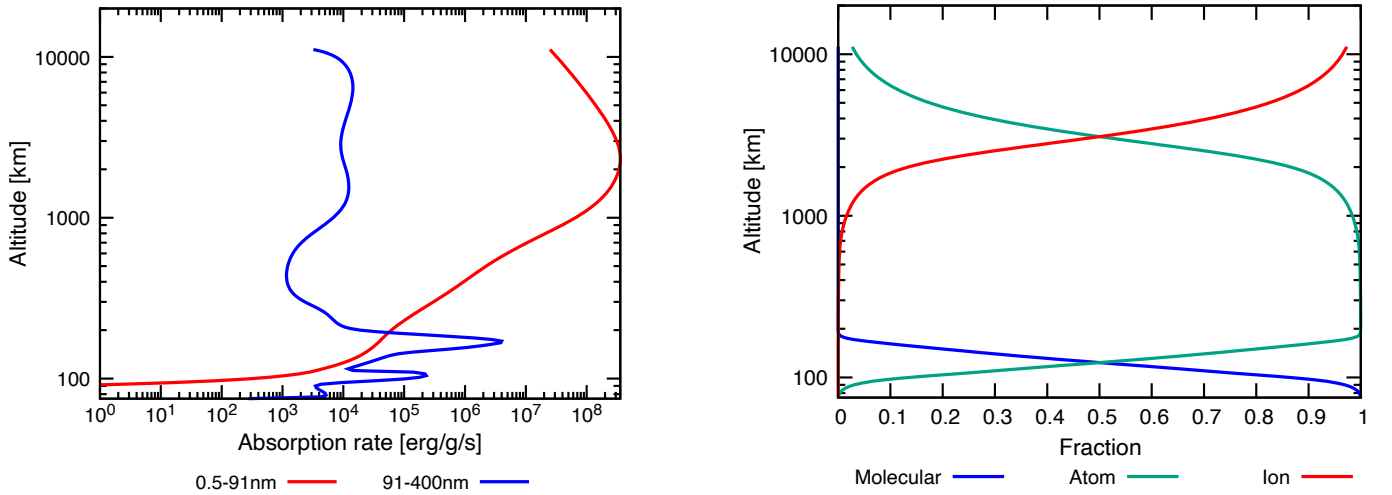 10000
1000
100
Altitude [km]
10⁰ 10¹ 10² 10³ 10⁴ 10⁵ 10⁶ 10⁷ 10⁸
Absorption rate [erg/g/s]
0.5-91nm 91-400nm
10000
1000
100
Altitude [km]
0 0.1 0.2 0.3 0.4 0.5 0.6 0.7 0.8 0.9 1
Fraction
Molecular Atom Ion